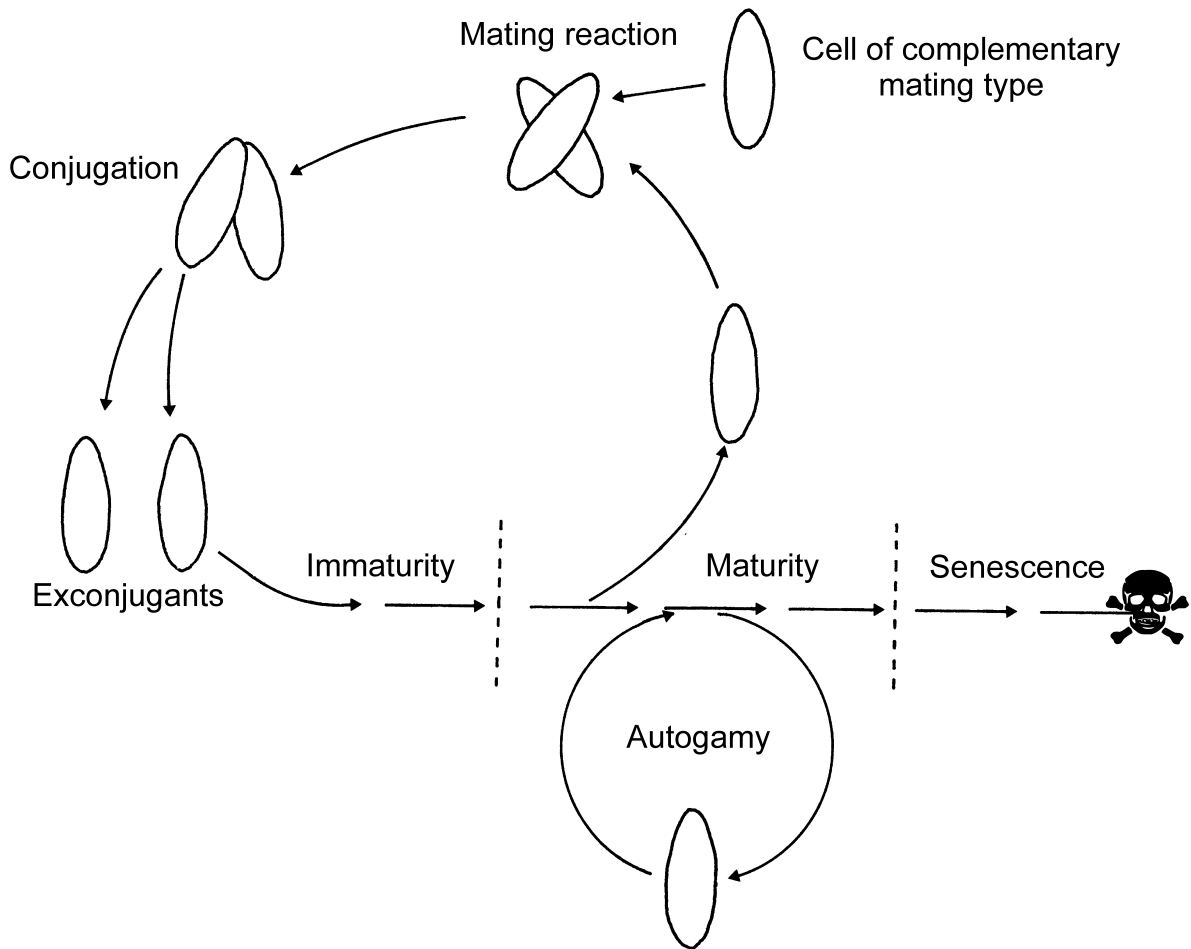 Mating reaction
Cell of complementary
mating type
Conjugation
Exconjugants
Immaturity
Maturity
Senescence
Autogamy